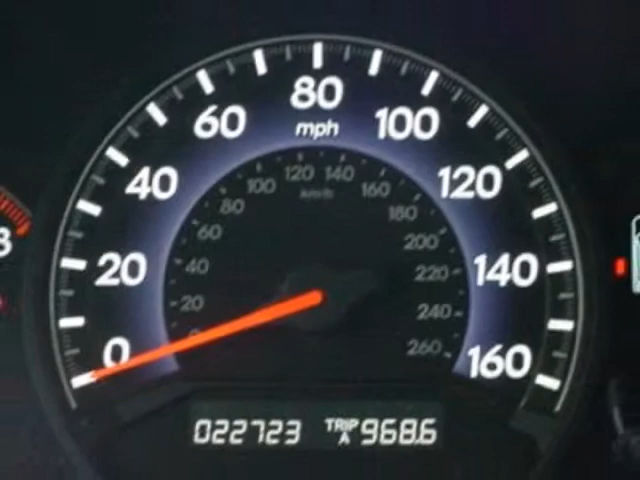 80
60 mph 100
120 140
100 160
40 km/h 120
80 180
60 200
20 40 220 140
20 240
0 260 160
022723 TRIP A 968.6